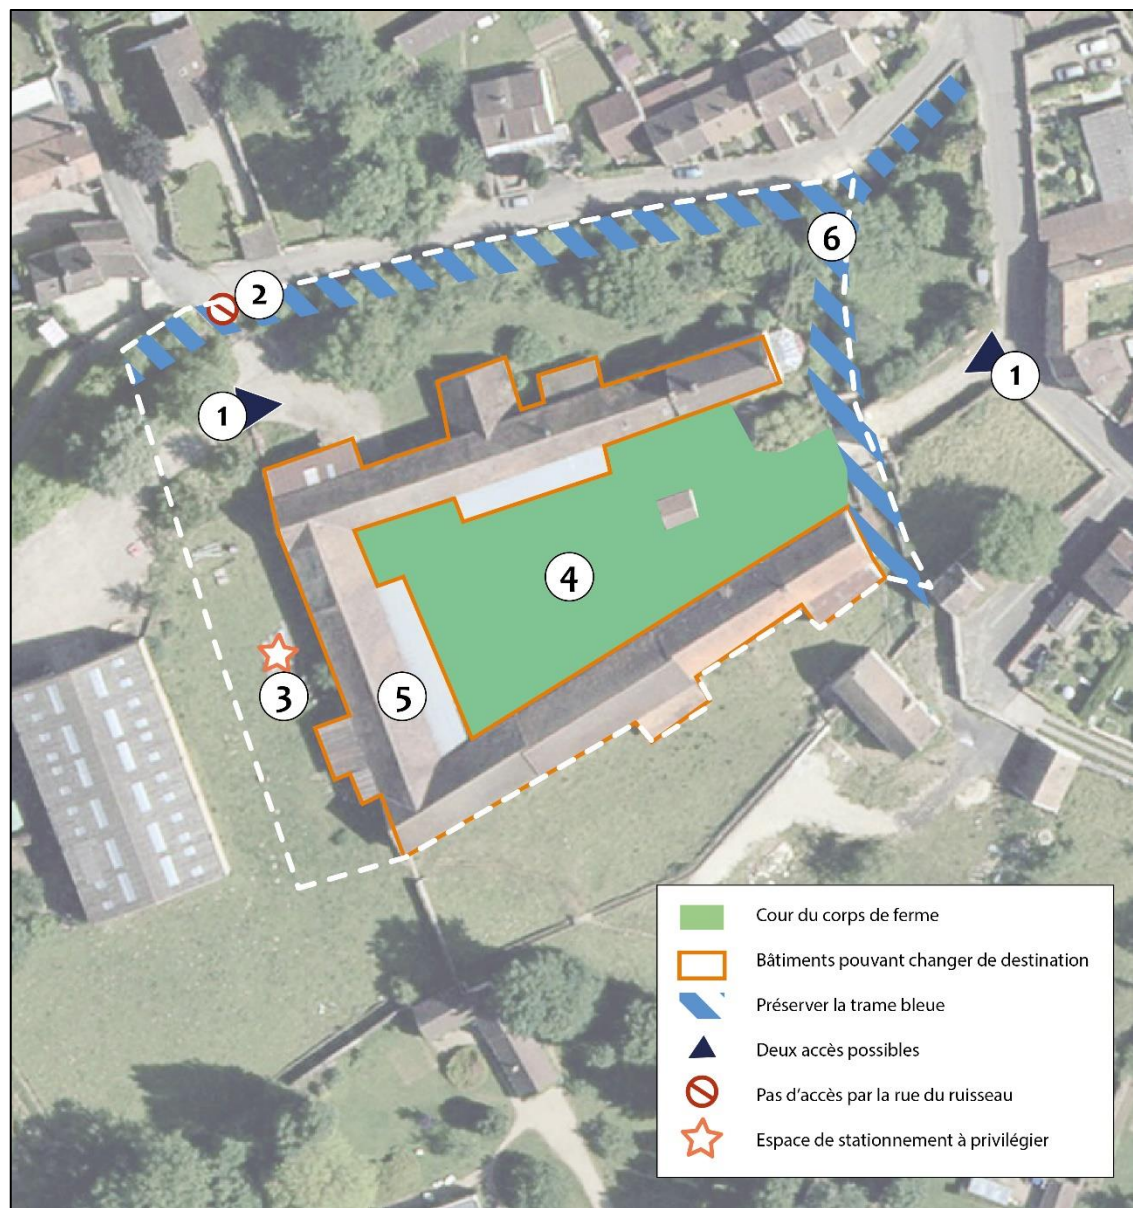 6
2
1
1
4
3
5
Cour du corps de ferme
Bâtiments pouvant changer de destination
Préserver la trame bleue
Deux accès possibles
Pas d'accès par la rue du ruisseau
Espace de stationnement à privilégier